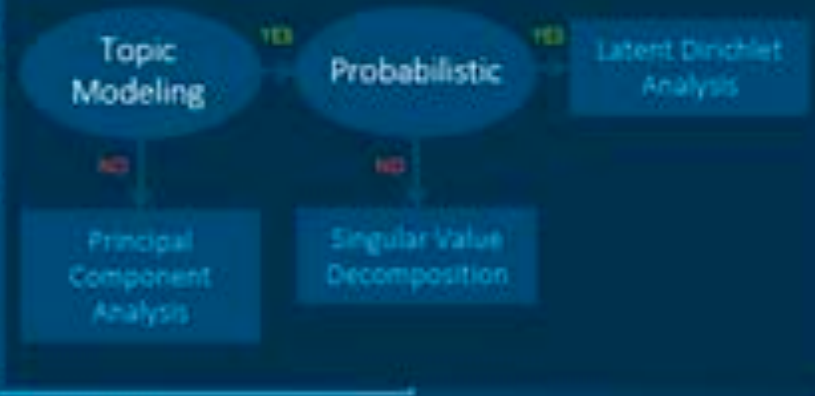 Topic
Modeling
YES
Probabilistic
YES
Latent Dirichlet
Analysis
NO
NO
Principal
Component
Analysis
Singular Value
Decomposition